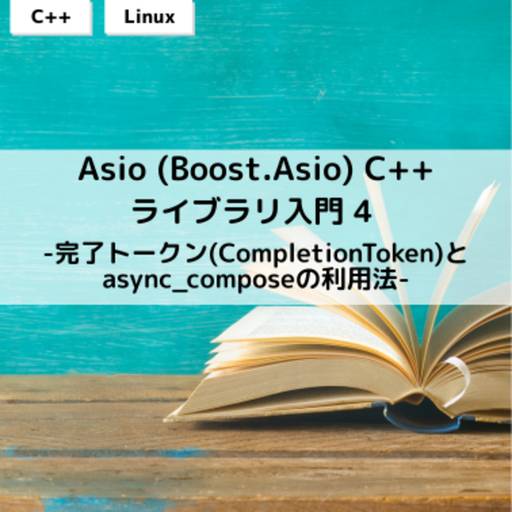 C++
Linux
Asio (Boost.Asio) C++
ライブラリ入門 4
-完了トークン(CompletionToken)と
async_composeの利用法-